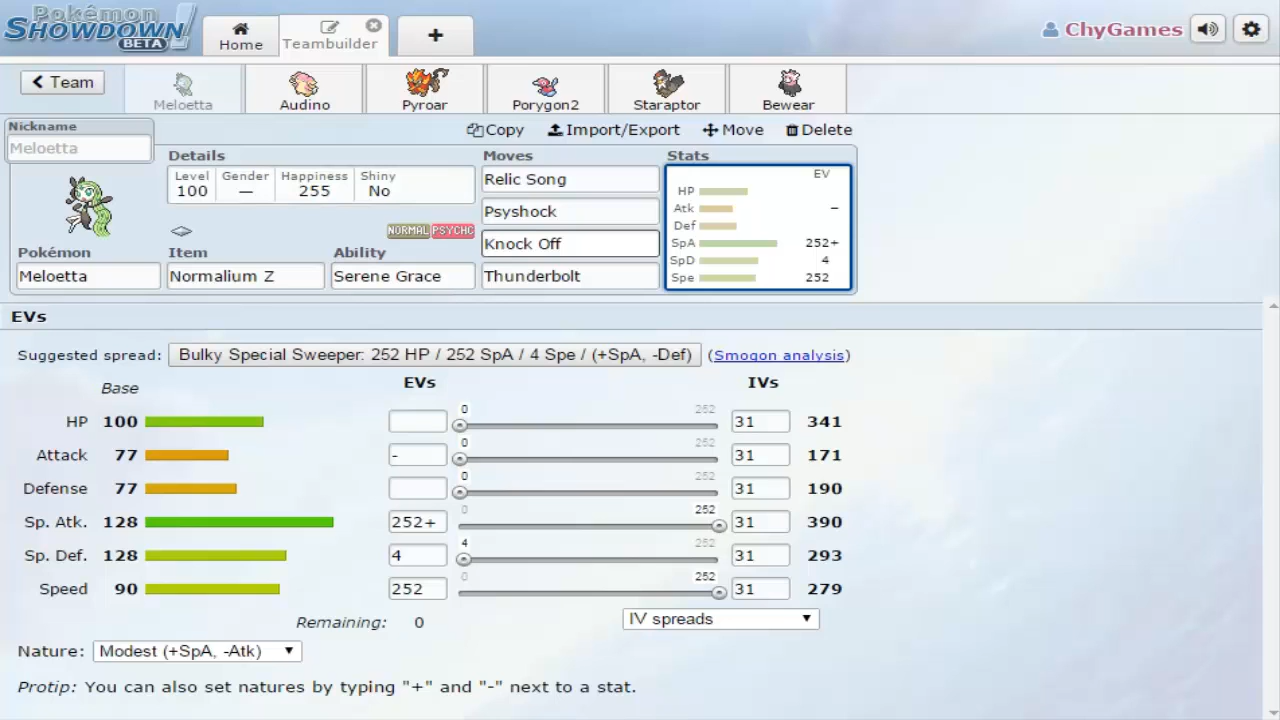 Pokémon
SHOWDOWN!
BETA
Home
Teambuilder
+
ChyGames
Team
Meloetta
Audino
Pyroar
Porygon2
Staraptor
Bewear
Nickname
Meloetta
Copy
Import/Export
Move
Delete
Details
Level
100
Gender
—
Happiness
255
Shiny
No
NORMAL PSYCHC
Pokémon
Meloetta
Item
Normalium Z
Ability
Serene Grace
Moves
Relic Song
Psyshock
Knock Off
Thunderbolt
Stats
EV
HP
Atk –
Def
SpA 252+
SpD 4
Spe 252
EVs
Suggested spread: Bulky Special Sweeper: 252 HP / 252 SpA / 4 Spe / (+SpA, -Def) (Smogon analysis)
Base EVs IVs
HP 100 0 252 31 341
Attack 77 - 0 252 31 171
Defense 77 0 252 31 190
Sp. Atk. 128 252+ 0 252 31 390
Sp. Def. 128 4 4 252 31 293
Speed 90 252 0 252 31 279
Remaining: 0
IV spreads
Nature: Modest (+SpA, -Atk)
Protip: You can also set natures by typing "+" and "-" next to a stat.